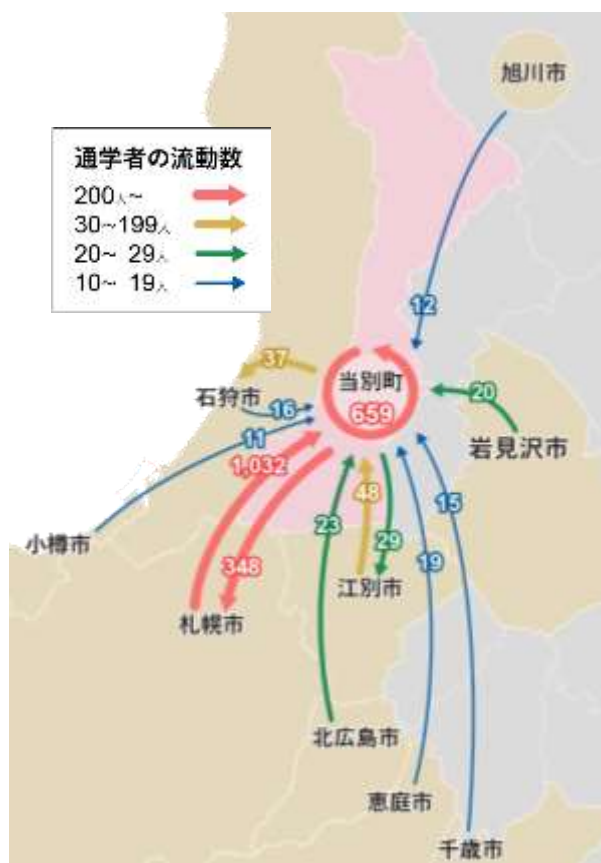 旭川市
通学者の流動数
200人～
30～199人
20～ 29人
10～ 19人
12
37
当別町
石狩市
16
659
20
岩見沢市
11
1,032
48
15
23
小樽市
348
29
19
江別市
札幌市
北広島市
恵庭市
千歳市